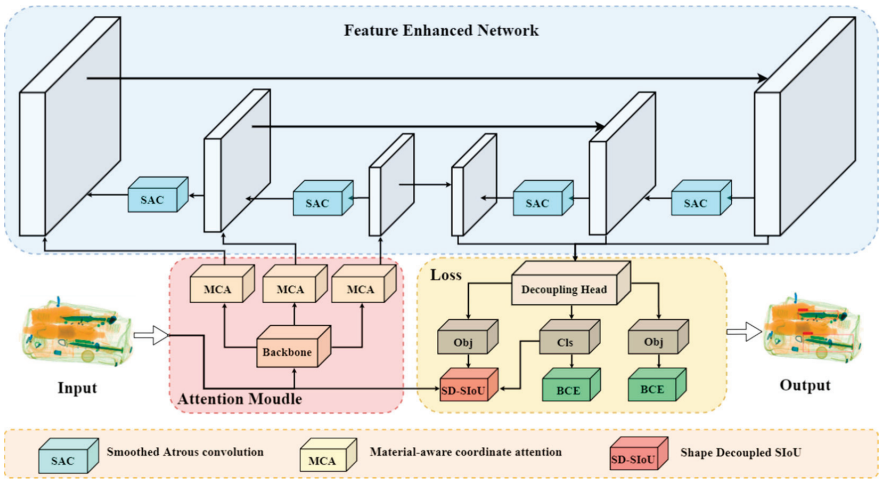 Feature Enhanced Network
SAC
SAC
SAC
SAC
MCA
MCA
MCA
Loss
Decoupling Head
Backbone
Obj
Cls
Obj
Input
Attention Moudle
SD-SIoU
BCE
BCE
Output
SAC
Smoothed Atrous convolution
MCA
Material-aware coordinate attention
SD-SIoU
Shape Decoupled SIoU